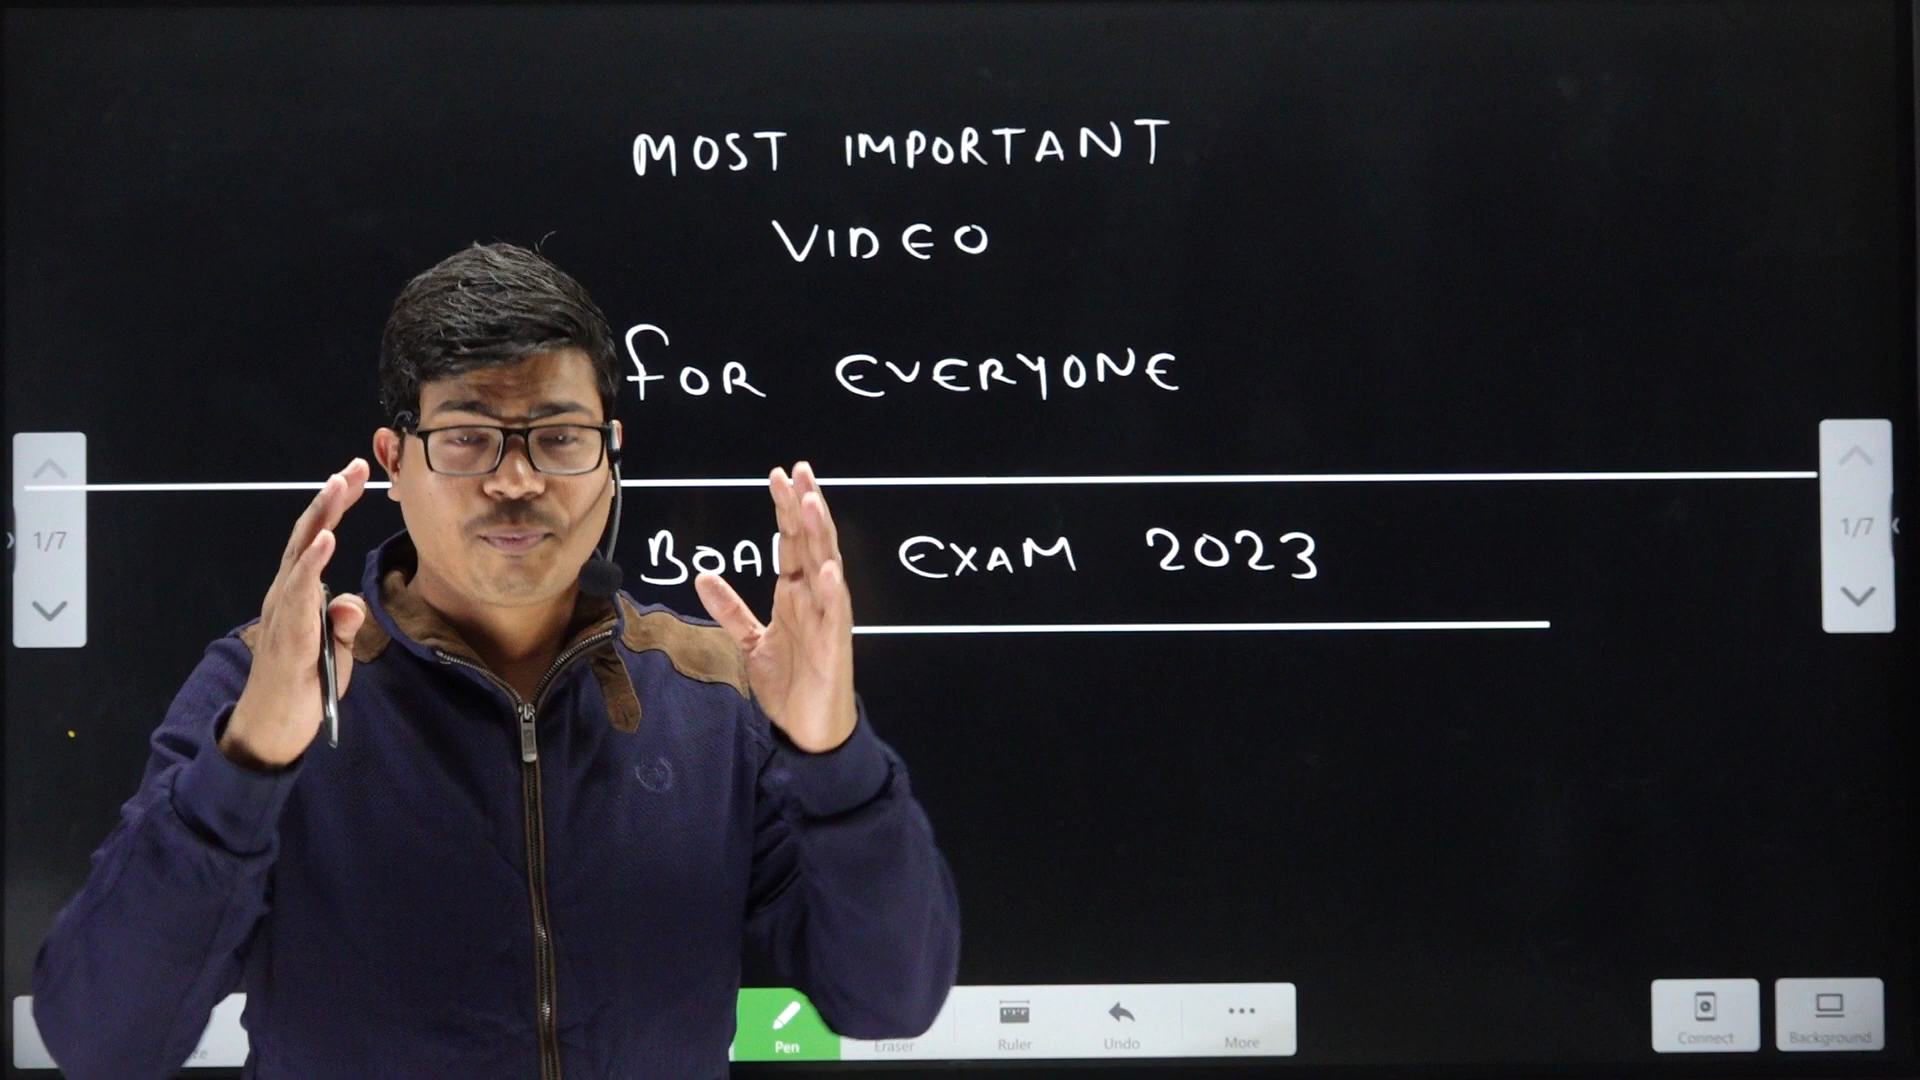 MOST IMPORTANT
VIDEO
FOR EVERYONE
1/7
1/7
EXAM 2023
Pen
Eraser
Ruler
Undo
More
Connect
Background